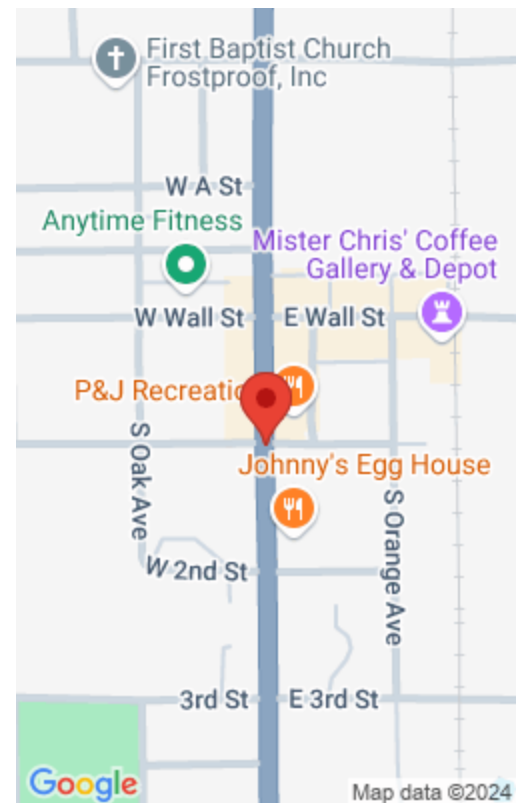 First Baptist Church
Frostproof, Inc
W A St
Anytime Fitness
Mister Chris' Coffee
Gallery & Depot
W Wall St
E Wall St
P&J Recreatio
Johnny's Egg House
S Oak Ave
S Orange Ave
W 2nd St
3rd St
E 3rd St
Google
Map data ©2024